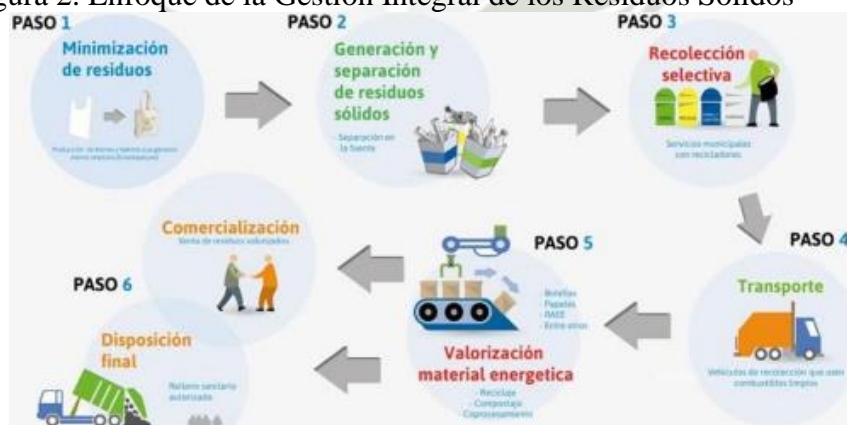 gura 2. Enfoque de la Gestión Integral de los Residuos Sólidos
PASO 1
Minimización
de residuos
PASO 2
Generación y
separación
de residuos
sólidos
- Separación en
la fuente
PASO 3
Recolección
selectiva
Servicios municipales
con recicladores
PASO 4
Transporte
Vehículos de recolección que usen
combustibles limpios
PASO 5
- Botellas
- Papeles
- RAEE
- Entre otros
Valorización
material energetica
- Reciclaje
- Compostaje
- Coprocesamiento
Comercialización
Venta de residuos valorizados
PASO 6
Disposición
final
Relleno sanitario
autorizado